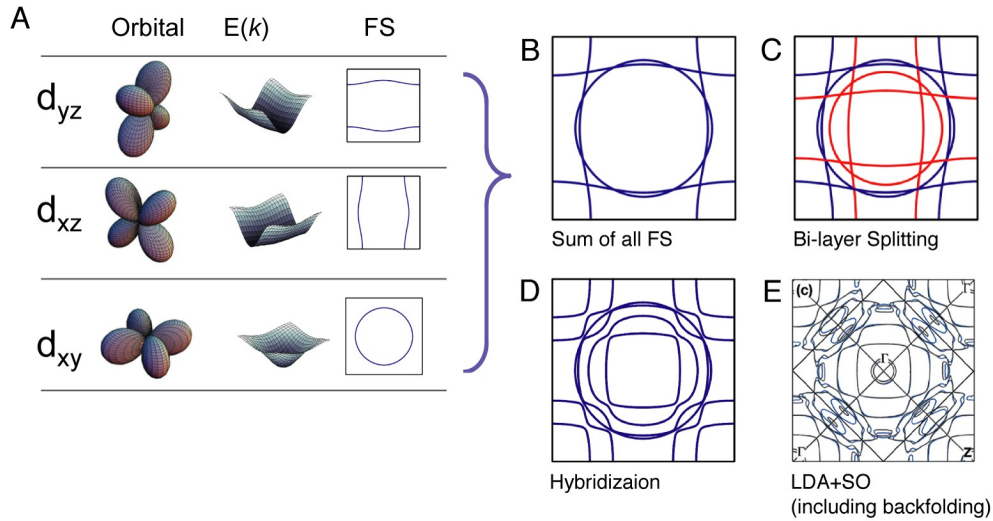 A
Orbital E(k) FS
d_yz
d_xz
d_xy
B
Sum of all FS
C
Bi-layer Splitting
D
Hybridizaion
E
(c)
Γ
Γ
Γ
Z
LDA+SO
(including backfolding)